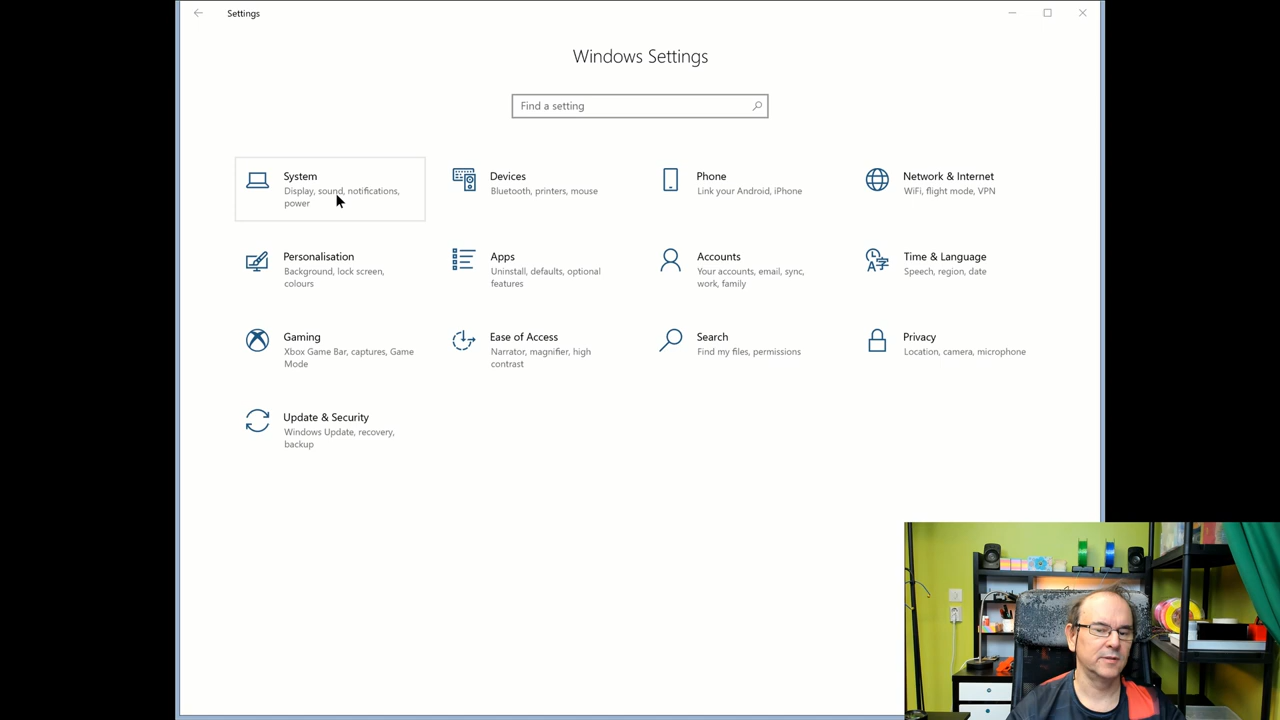 Settings
Windows Settings
Find a setting
System
Display, sound, notifications,
power
Devices
Bluetooth, printers, mouse
Phone
Link your Android, iPhone
Network & Internet
WiFi, flight mode, VPN
Personalisation
Background, lock screen,
colours
Apps
Uninstall, defaults, optional
features
Accounts
Your accounts, email, sync,
work, family
Time & Language
Speech, region, date
Gaming
Xbox Game Bar, captures, Game
Mode
Ease of Access
Narrator, magnifier, high
contrast
Search
Find my files, permissions
Privacy
Location, camera, microphone
Update & Security
Windows Update, recovery,
backup